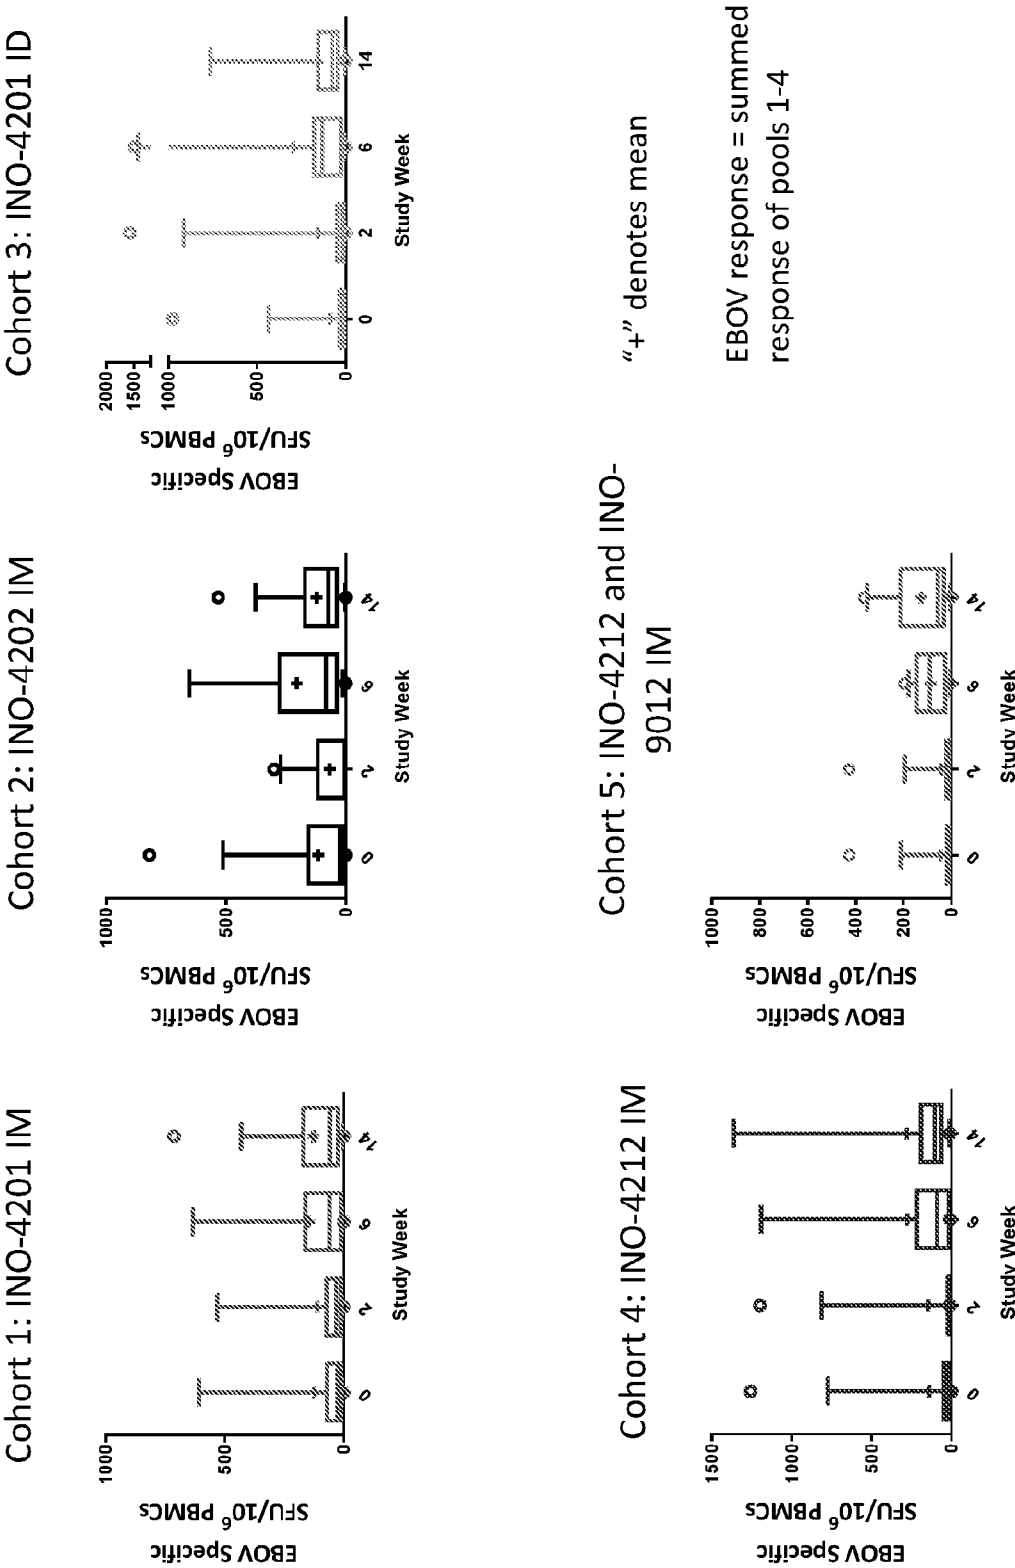 Cohort 1: INO-4201 IM
EBOV Specific
SFU/10⁶ PBMCs
1000
500
0
0 2 6 14
Study Week
Cohort 2: INO-4202 IM
EBOV Specific
SFU/10⁶ PBMCs
1000
500
0
0 2 6 14
Study Week
Cohort 3: INO-4201 ID
EBOV Specific
SFU/10⁶ PBMCs
2000
1500
1000
500
0
0 2 6 14
Study Week
Cohort 4: INO-4212 IM
EBOV Specific
SFU/10⁶ PBMCs
1500
1000
500
0
0 2 6 14
Study Week
Cohort 5: INO-4212 and INO-
9012 IM
EBOV Specific
SFU/10⁶ PBMCs
1000
800
600
400
200
0
0 2 6 14
Study Week
“+” denotes mean
EBOV response = summed
response of pools 1-4